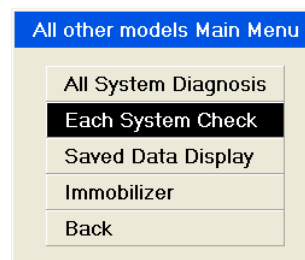 All other models Main Menu
All System Diagnosis
Each System Check
Saved Data Display
Immobilizer
Back